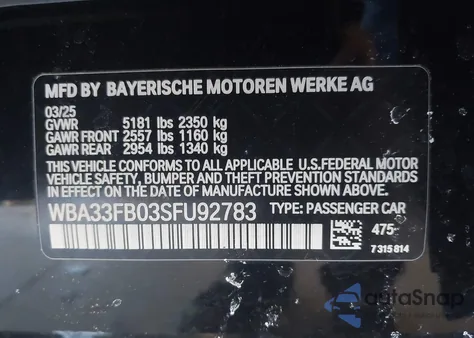 MFD BY BAYERISCHE MOTOREN WERKE AG
03/25
GVWR 5181 lbs 2350 kg
GAWR FRONT 2557 lbs 1160 kg
GAWR REAR 2954 lbs 1340 kg
THIS VEHICLE CONFORMS TO ALL APPLICABLE U.S.FEDERAL MOTOR
VEHICLE SAFETY, BUMPER AND THEFT PREVENTION STANDARDS
IN EFFECT ON THE DATE OF MANUFACTURE SHOWN ABOVE.
WBA33FB03SFU92783 TYPE: PASSENGER CAR
475
7 315 814
autoSnap